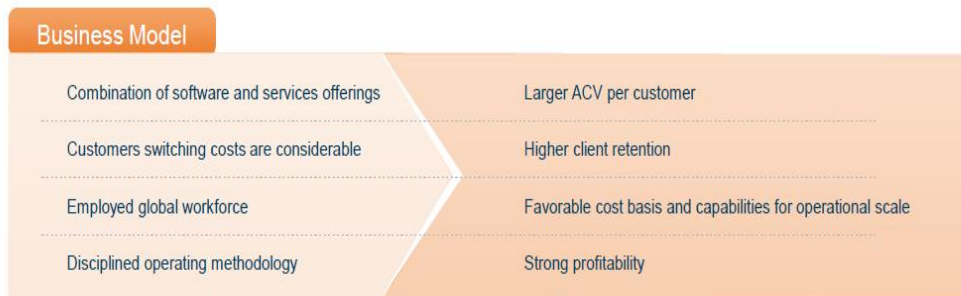 Business Model
Combination of software and services offerings
Larger ACV per customer
Customers switching costs are considerable
Higher client retention
Employed global workforce
Favorable cost basis and capabilities for operational scale
Disciplined operating methodology
Strong profitability